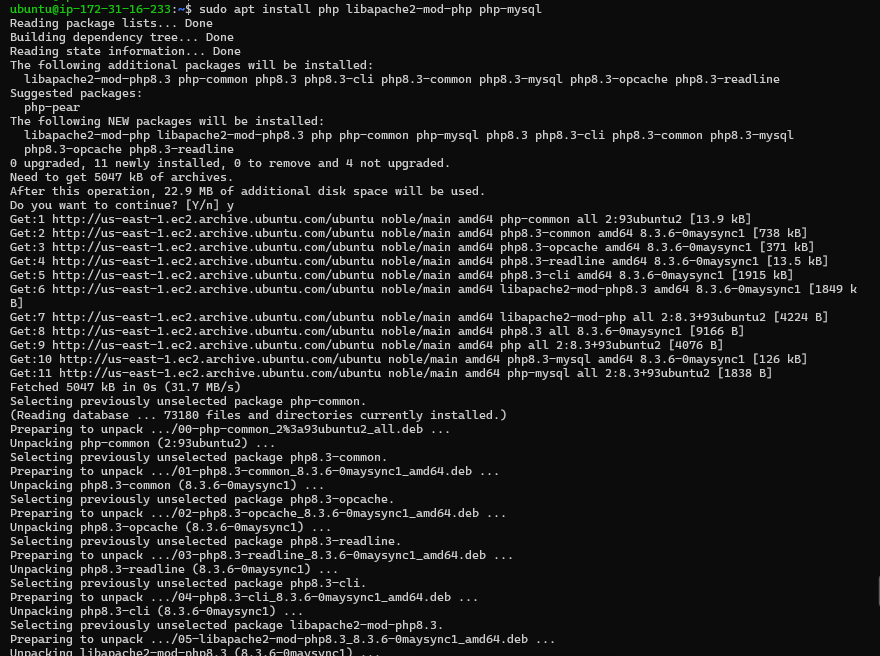 ubuntu@ip-172-31-16-233:~$ sudo apt install php libapache2-mod-php php-mysql
Reading package lists... Done
Building dependency tree... Done
Reading state information... Done
The following additional packages will be installed:
  libapache2-mod-php8.3 php-common php8.3 php8.3-cli php8.3-common php8.3-mysql php8.3-opcache php8.3-readline
Suggested packages:
  php-pear
The following NEW packages will be installed:
  libapache2-mod-php libapache2-mod-php8.3 php php-common php-mysql php8.3 php8.3-cli php8.3-common php8.3-mysql
  php8.3-opcache php8.3-readline
0 upgraded, 11 newly installed, 0 to remove and 4 not upgraded.
Need to get 5047 kB of archives.
After this operation, 22.9 MB of additional disk space will be used.
Do you want to continue? [Y/n] y
Get:1 http://us-east-1.ec2.archive.ubuntu.com/ubuntu noble/main amd64 php-common all 2:93ubuntu2 [13.9 kB]
Get:2 http://us-east-1.ec2.archive.ubuntu.com/ubuntu noble/main amd64 php8.3-common amd64 8.3.6-0maysync1 [738 kB]
Get:3 http://us-east-1.ec2.archive.ubuntu.com/ubuntu noble/main amd64 php8.3-opcache amd64 8.3.6-0maysync1 [371 kB]
Get:4 http://us-east-1.ec2.archive.ubuntu.com/ubuntu noble/main amd64 php8.3-readline amd64 8.3.6-0maysync1 [13.5 kB]
Get:5 http://us-east-1.ec2.archive.ubuntu.com/ubuntu noble/main amd64 php8.3-cli amd64 8.3.6-0maysync1 [1915 kB]
Get:6 http://us-east-1.ec2.archive.ubuntu.com/ubuntu noble/main amd64 libapache2-mod-php8.3 amd64 8.3.6-0maysync1 [1849 k
B]
Get:7 http://us-east-1.ec2.archive.ubuntu.com/ubuntu noble/main amd64 libapache2-mod-php all 2:8.3+93ubuntu2 [4224 B]
Get:8 http://us-east-1.ec2.archive.ubuntu.com/ubuntu noble/main amd64 php8.3 all 8.3.6-0maysync1 [9166 B]
Get:9 http://us-east-1.ec2.archive.ubuntu.com/ubuntu noble/main amd64 php all 2:8.3+93ubuntu2 [4076 B]
Get:10 http://us-east-1.ec2.archive.ubuntu.com/ubuntu noble/main amd64 php8.3-mysql amd64 8.3.6-0maysync1 [126 kB]
Get:11 http://us-east-1.ec2.archive.ubuntu.com/ubuntu noble/main amd64 php-mysql all 2:8.3+93ubuntu2 [1838 B]
Fetched 5047 kB in 0s (31.7 MB/s)
Selecting previously unselected package php-common.
(Reading database ... 73180 files and directories currently installed.)
Preparing to unpack .../00-php-common_2%3a93ubuntu2_all.deb ...
Unpacking php-common (2:93ubuntu2) ...
Selecting previously unselected package php8.3-common.
Preparing to unpack .../01-php8.3-common_8.3.6-0maysync1_amd64.deb ...
Unpacking php8.3-common (8.3.6-0maysync1) ...
Selecting previously unselected package php8.3-opcache.
Preparing to unpack .../02-php8.3-opcache_8.3.6-0maysync1_amd64.deb ...
Unpacking php8.3-opcache (8.3.6-0maysync1) ...
Selecting previously unselected package php8.3-readline.
Preparing to unpack .../03-php8.3-readline_8.3.6-0maysync1_amd64.deb ...
Unpacking php8.3-readline (8.3.6-0maysync1) ...
Selecting previously unselected package php8.3-cli.
Preparing to unpack .../04-php8.3-cli_8.3.6-0maysync1_amd64.deb ...
Unpacking php8.3-cli (8.3.6-0maysync1) ...
Selecting previously unselected package libapache2-mod-php8.3.
Preparing to unpack .../05-libapache2-mod-php8.3_8.3.6-0maysync1_amd64.deb ...
Unpacking libapache2-mod-php8.3 (8.3.6-0maysync1) ...